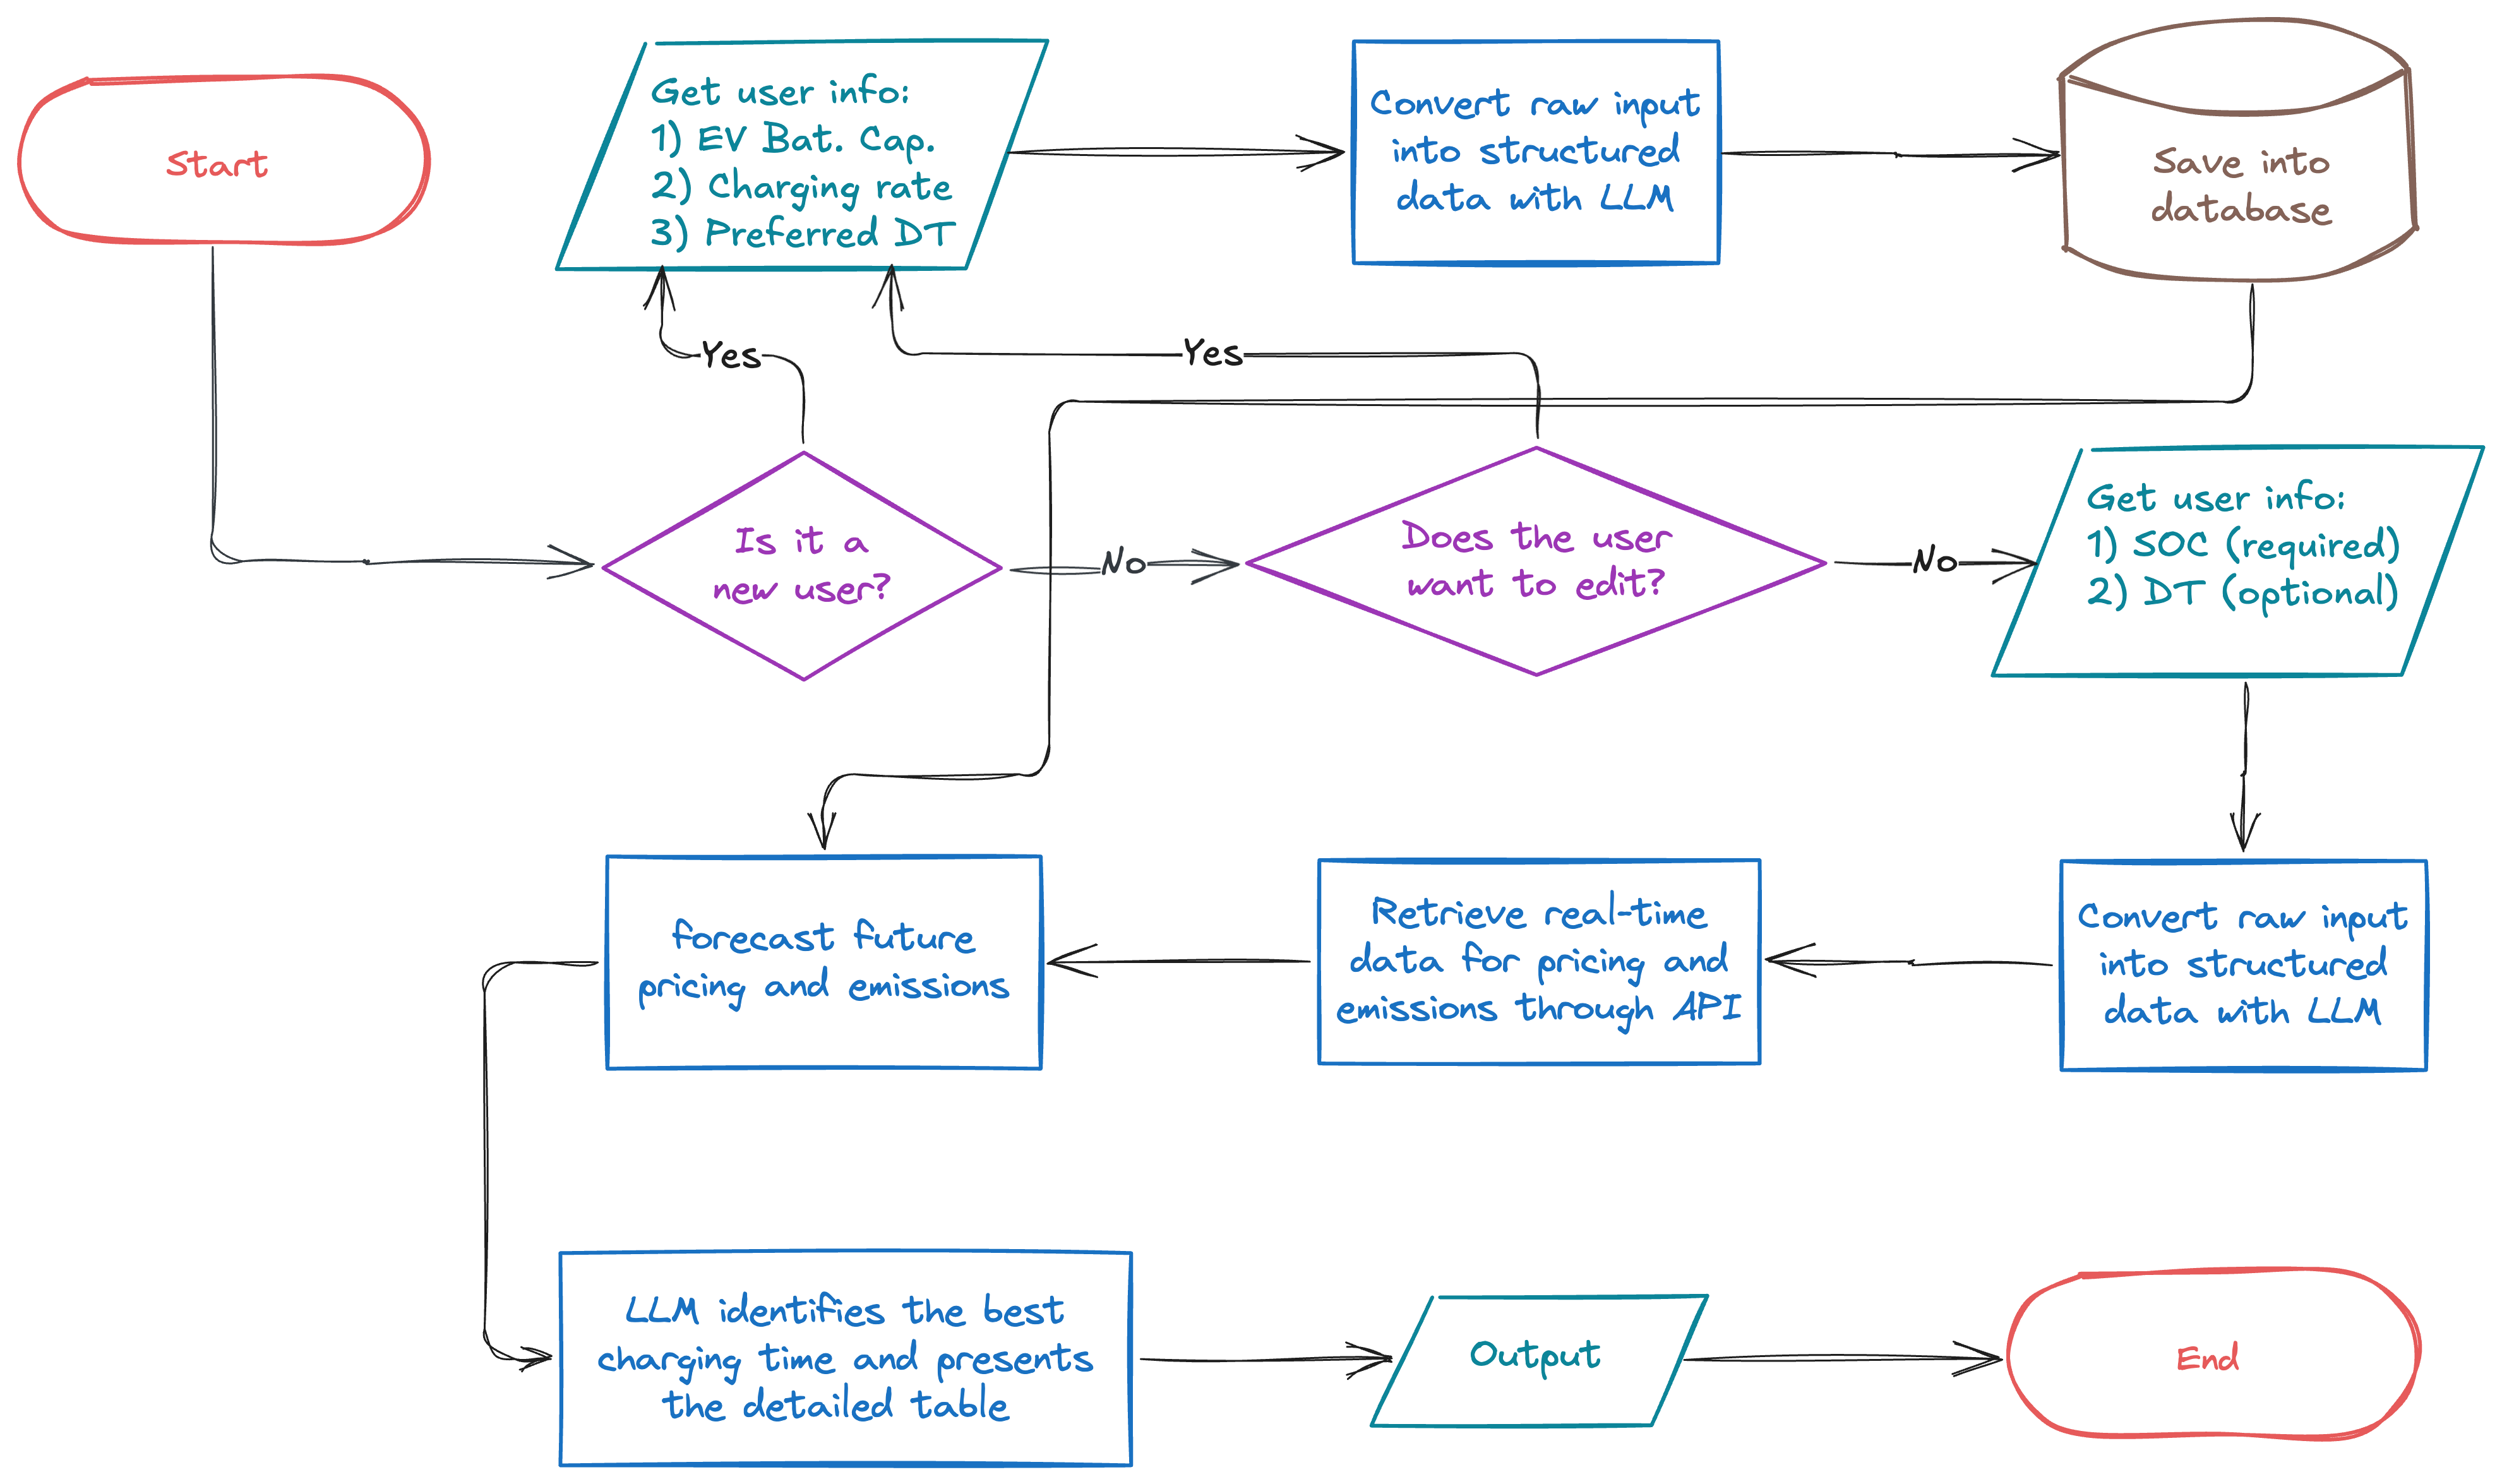 Start
Get user info:
1) EV Bat. Cap.
2) Charging rate
3) Preferred DT
Convert raw input
into structured
data with LLM
Save into
database
Yes
Yes
Is it a
new user?
No
Does the user
want to edit?
No
Get user info:
1) SOC (required)
2) DT (optional)
forecast future
pricing and emissions
Retrieve real-time
data for pricing and
emissions through API
Convert raw input
into structured
data with LLM
LLM identifies the best
charging time and presents
the detailed table
Output
End